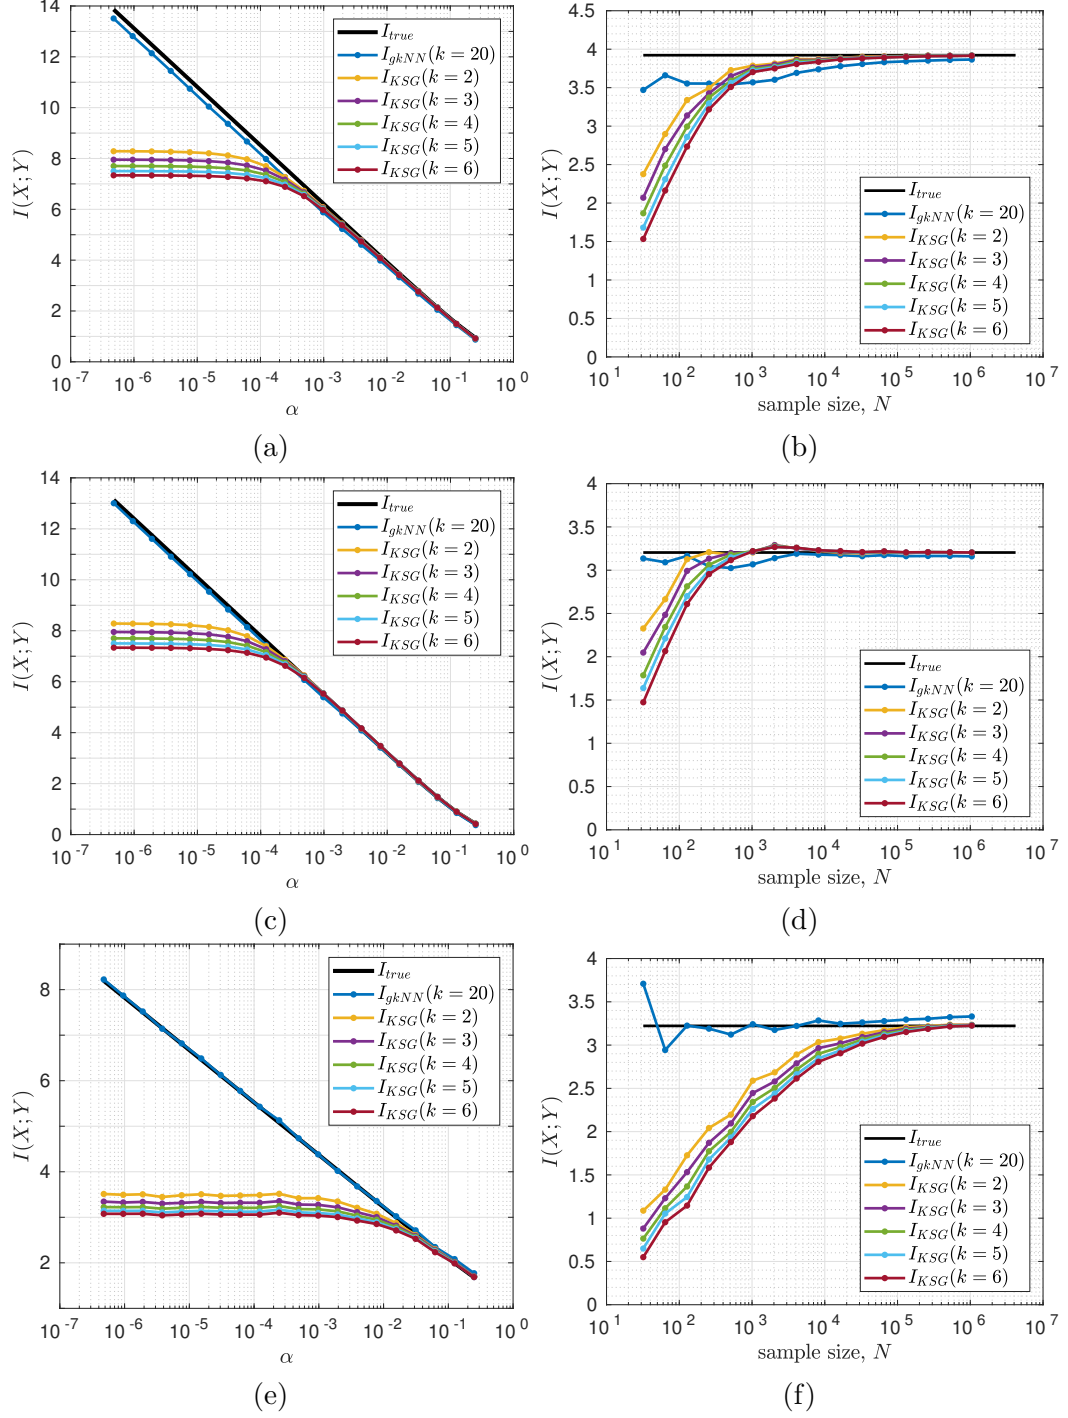 14
12
10
8
6
4
2
0
I(X; Y)
10^-7 10^-6 10^-5 10^-4 10^-3 10^-2 10^-1 10^0
α
I_true
I_gkNN(k = 20)
I_KSG(k = 2)
I_KSG(k = 3)
I_KSG(k = 4)
I_KSG(k = 5)
I_KSG(k = 6)
(a)
4.5
4
3.5
3
2.5
2
1.5
1
0.5
0
I(X; Y)
10^1 10^2 10^3 10^4 10^5 10^6 10^7
sample size, N
I_true
I_gkNN(k = 20)
I_KSG(k = 2)
I_KSG(k = 3)
I_KSG(k = 4)
I_KSG(k = 5)
I_KSG(k = 6)
(b)
14
12
10
8
6
4
2
0
I(X; Y)
10^-7 10^-6 10^-5 10^-4 10^-3 10^-2 10^-1 10^0
α
I_true
I_gkNN(k = 20)
I_KSG(k = 2)
I_KSG(k = 3)
I_KSG(k = 4)
I_KSG(k = 5)
I_KSG(k = 6)
(c)
4
3.5
3
2.5
2
1.5
1
0.5
0
I(X; Y)
10^1 10^2 10^3 10^4 10^5 10^6 10^7
sample size, N
I_true
I_gkNN(k = 20)
I_KSG(k = 2)
I_KSG(k = 3)
I_KSG(k = 4)
I_KSG(k = 5)
I_KSG(k = 6)
(d)
8
6
4
2
I(X; Y)
10^-7 10^-6 10^-5 10^-4 10^-3 10^-2 10^-1 10^0
α
I_true
I_gkNN(k = 20)
I_KSG(k = 2)
I_KSG(k = 3)
I_KSG(k = 4)
I_KSG(k = 5)
I_KSG(k = 6)
(e)
4
3.5
3
2.5
2
1.5
1
0.5
0
I(X; Y)
10^1 10^2 10^3 10^4 10^5 10^6 10^7
sample size, N
I_true
I_gkNN(k = 20)
I_KSG(k = 2)
I_KSG(k = 3)
I_KSG(k = 4)
I_KSG(k = 5)
I_KSG(k = 6)
(f)